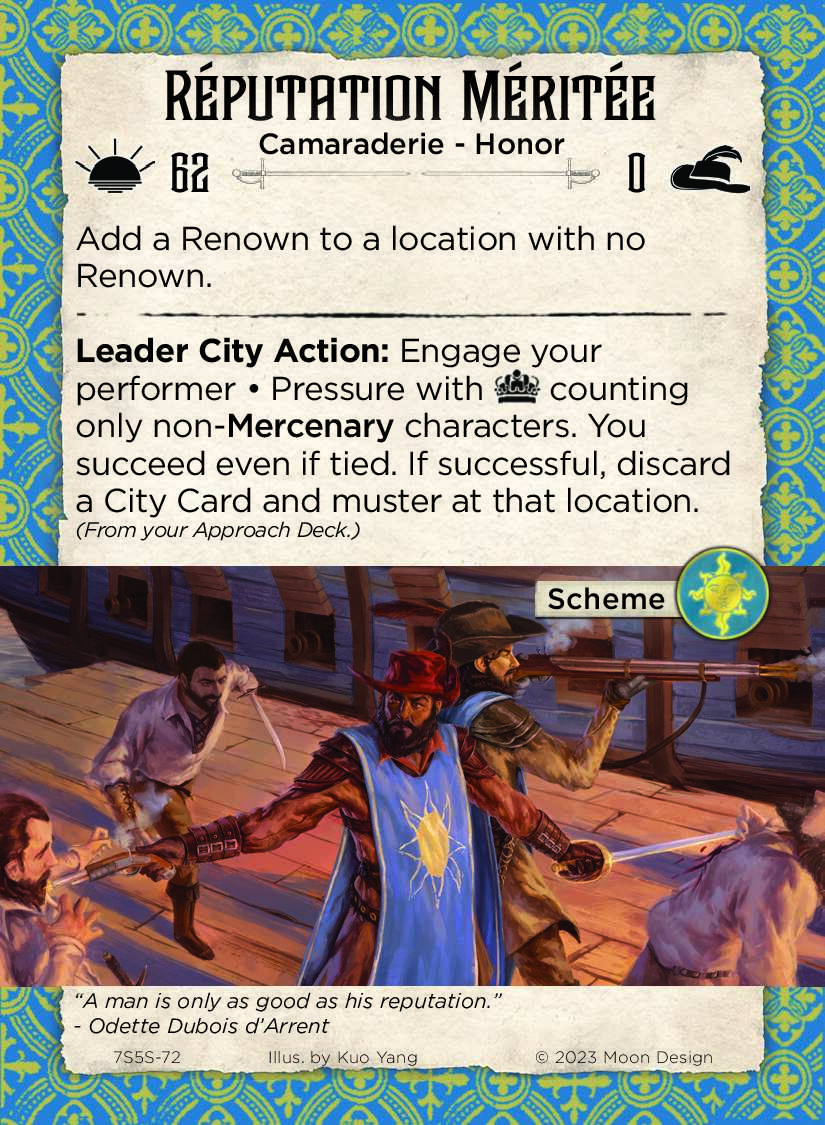 RÉPUTATION MÉRITÉE
Camaraderie - Honor
62 0
Add a Renown to a location with no
Renown.
Leader City Action: Engage your
performer • Pressure with counting
only non-Mercenary characters. You
succeed even if tied. If successful, discard
a City Card and muster at that location.
(From your Approach Deck.)
Scheme
“A man is only as good as his reputation.”
- Odette Dubois d’Arrent
7S5S-72 Illus. by Kuo Yang © 2023 Moon Design